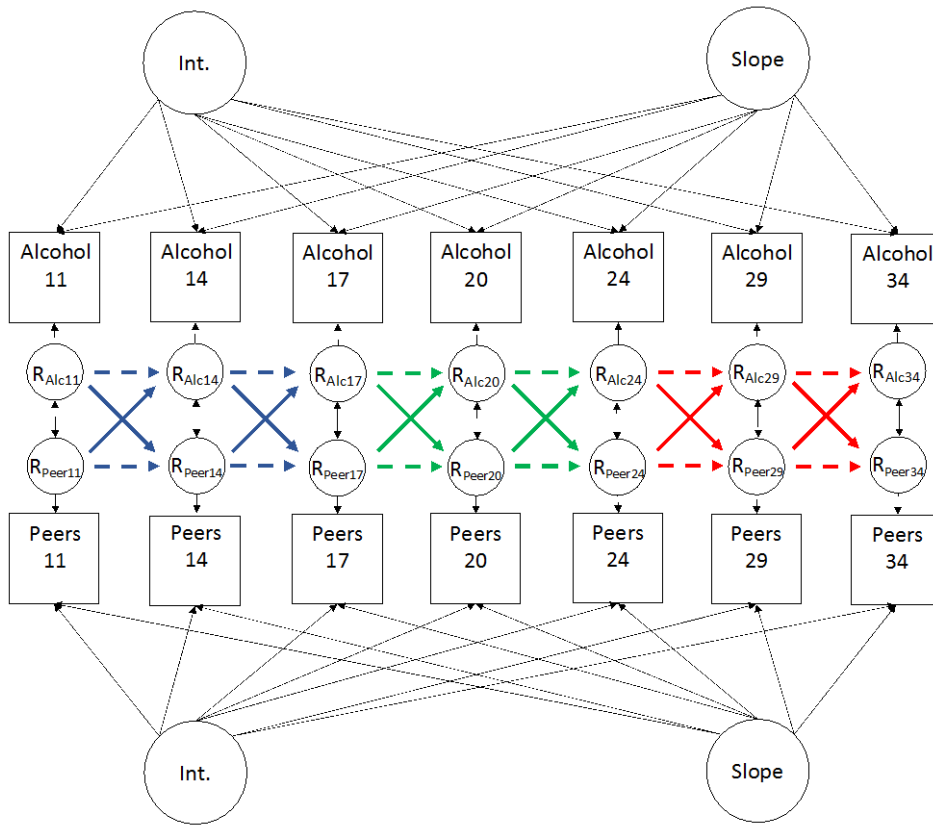 Int.
Slope
Alcohol
11
Alcohol
14
Alcohol
17
Alcohol
20
Alcohol
24
Alcohol
29
Alcohol
34
RAlc11
RAlc14
RAlc17
RAlc20
RAlc24
RAlc29
RAlc34
RPeer11
RPeer14
RPeer17
RPeer20
RPeer24
RPeer29
RPeer34
Peers
11
Peers
14
Peers
17
Peers
20
Peers
24
Peers
29
Peers
34
Int.
Slope